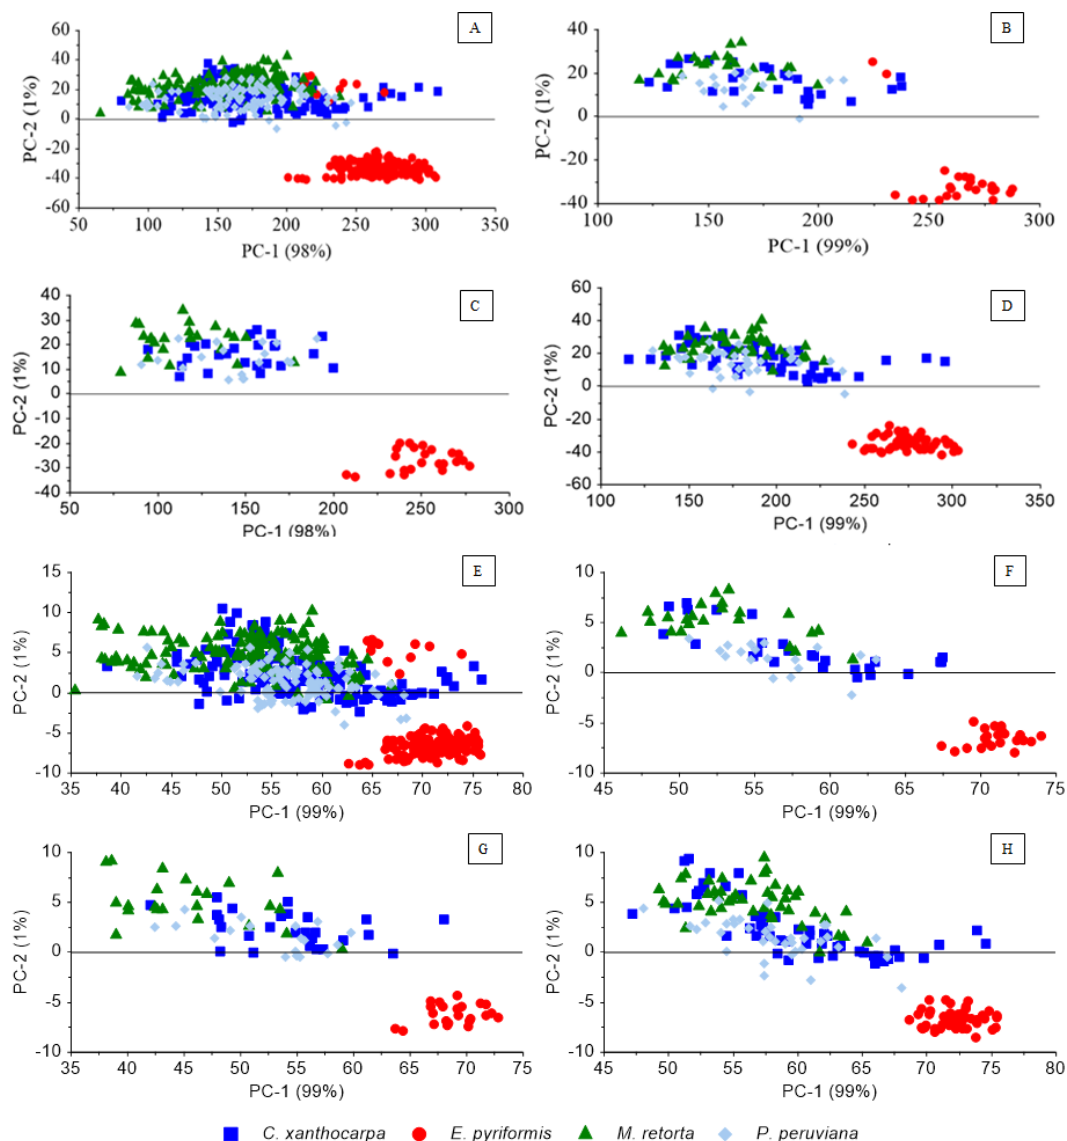 A
60
40
20
0
-20
-40
-60
PC-2 (1%)
50 100 150 200 250 300 350
PC-1 (98%)
B
40
20
0
-20
-40
PC-2 (1%)
100 150 200 250 300
PC-1 (99%)
C
40
30
20
10
0
-10
-20
-30
-40
PC-2 (1%)
50 100 150 200 250 300
PC-1 (98%)
D
60
40
20
0
-20
-40
-60
PC-2 (1%)
100 150 200 250 300 350
PC-1 (99%)
E
15
10
5
0
-5
-10
PC-2 (1%)
35 40 45 50 55 60 65 70 75 80
PC-1 (99%)
F
10
5
0
-5
-10
PC-2 (1%)
45 50 55 60 65 70 75
PC-1 (99%)
G
10
5
0
-5
-10
PC-2 (1%)
35 40 45 50 55 60 65 70 75
PC-1 (99%)
H
10
5
0
-5
-10
PC-2 (1%)
45 50 55 60 65 70 75 80
PC-1 (99%)
C. xanthocarpa E. pyriformis M. retorta P. peruviana